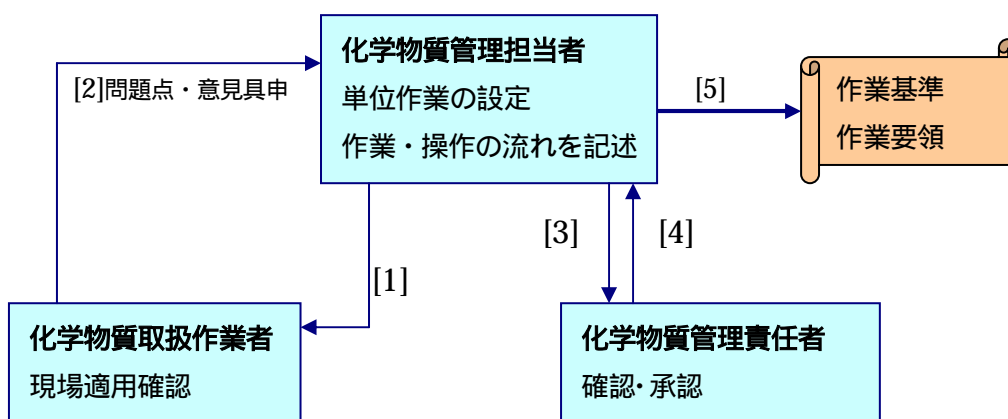 化学物質管理担当者
単位作業の設定
作業・操作の流れを記述
[2]問題点・意見具申
[5]
作業基準
作業要領
[3]
[4]
[1]
化学物質取扱作業者
現場適用確認
化学物質管理責任者
確認・承認